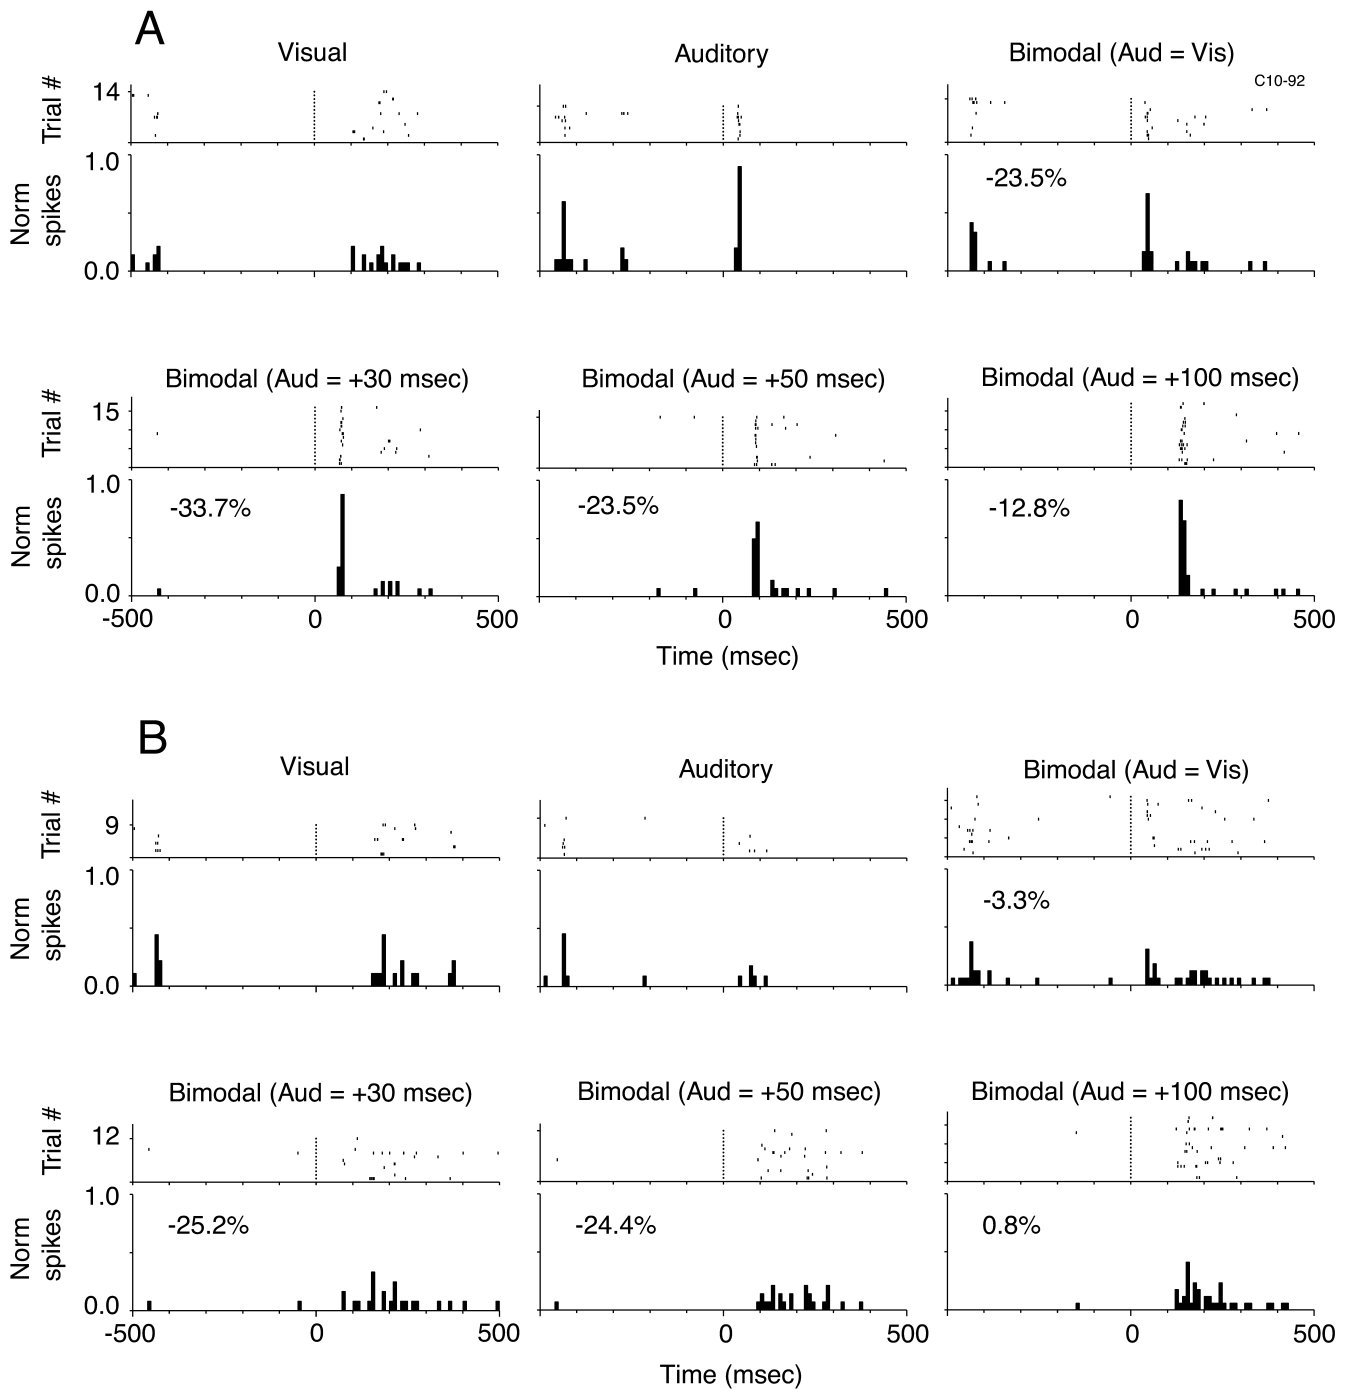 A
Visual
Auditory
Bimodal (Aud = Vis)
C10-92
Trial #
14
Norm
spikes
1.0
0.0
-23.5%
Bimodal (Aud = +30 msec)
Bimodal (Aud = +50 msec)
Bimodal (Aud = +100 msec)
Trial #
15
Norm
spikes
1.0
0.0
-33.7%
-23.5%
-12.8%
-500
0
500
0
500
0
500
Time (msec)
B
Visual
Auditory
Bimodal (Aud = Vis)
Trial #
9
Norm
spikes
1.0
0.0
-3.3%
Bimodal (Aud = +30 msec)
Bimodal (Aud = +50 msec)
Bimodal (Aud = +100 msec)
Trial #
12
Norm
spikes
1.0
0.0
-25.2%
-24.4%
0.8%
-500
0
500
0
500
0
500
Time (msec)